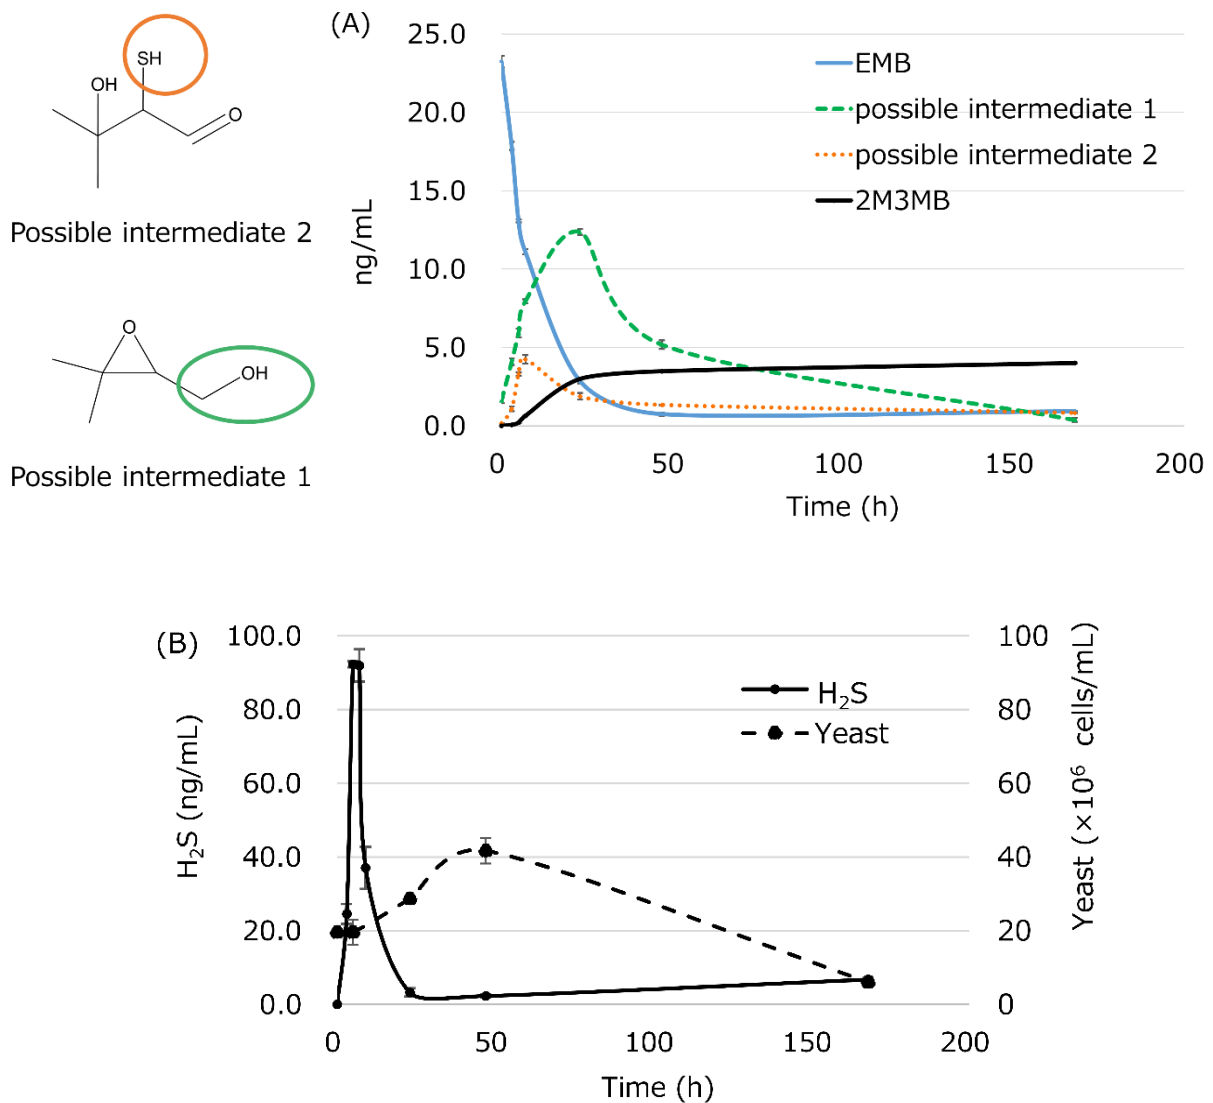 SH
OH
O
Possible intermediate 2
O
OH
Possible intermediate 1
(A)
25.0
20.0
15.0
10.0
5.0
0.0
ng/mL
EMB
possible intermediate 1
possible intermediate 2
2M3MB
0
50
100
150
200
Time (h)
(B)
100.0
80.0
60.0
40.0
20.0
0.0
H₂S (ng/mL)
H₂S
Yeast
100
80
60
40
20
0
Yeast (×10⁶ cells/mL)
0
50
100
150
200
Time (h)